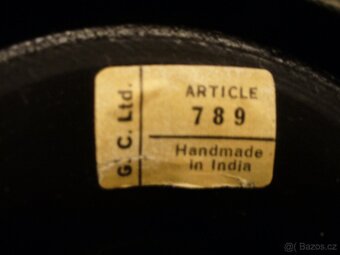 G. C. Ltd.
ARTICLE
789
Handmade
in India
Bazos.cz